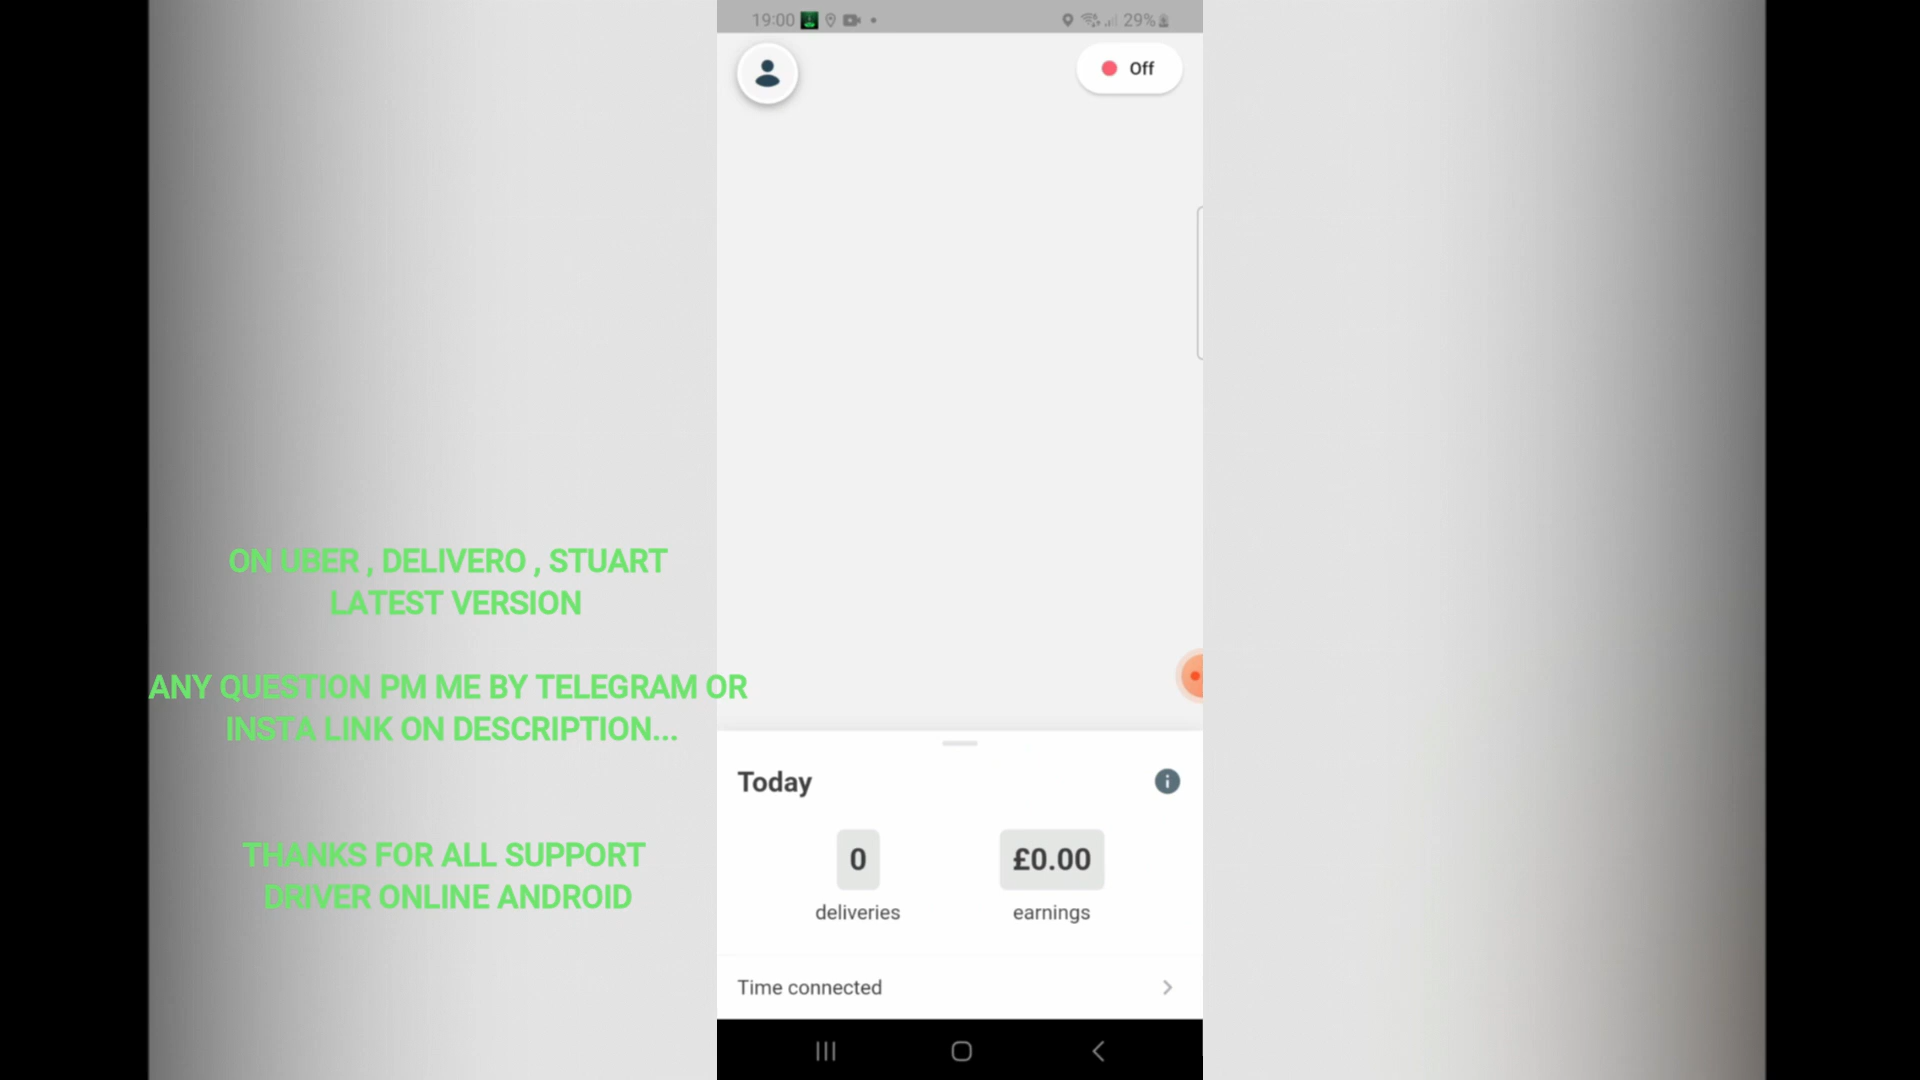 19:00
29%
Off
ON UBER , DELIVERO , STUART
LATEST VERSION
ANY QUESTION PM ME BY TELEGRAM OR
INSTA LINK ON DESCRIPTION...
THANKS FOR ALL SUPPORT
DRIVER ONLINE ANDROID
Today
0
£0.00
deliveries
earnings
Time connected